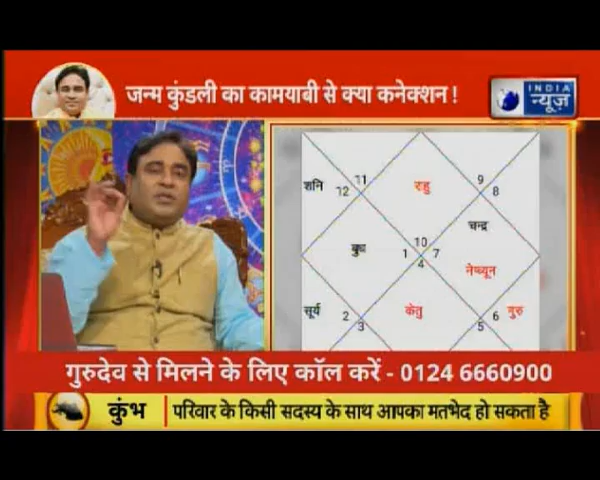 जन्म कुंडली का कामयाबी से क्या कनेक्शन !
INDIA
न्यूज़
शनि
12
11
राहु
9
8
चन्द्र
बुध
1
10
7
4
नेप्च्यून
सूर्य
2
3
केतु
5
6
गुरु
गुरुदेव से मिलने के लिए कॉल करें - 0124 6660900
कुंभ
परिवार के किसी सदस्य के साथ आपका मतभेद हो सकता है